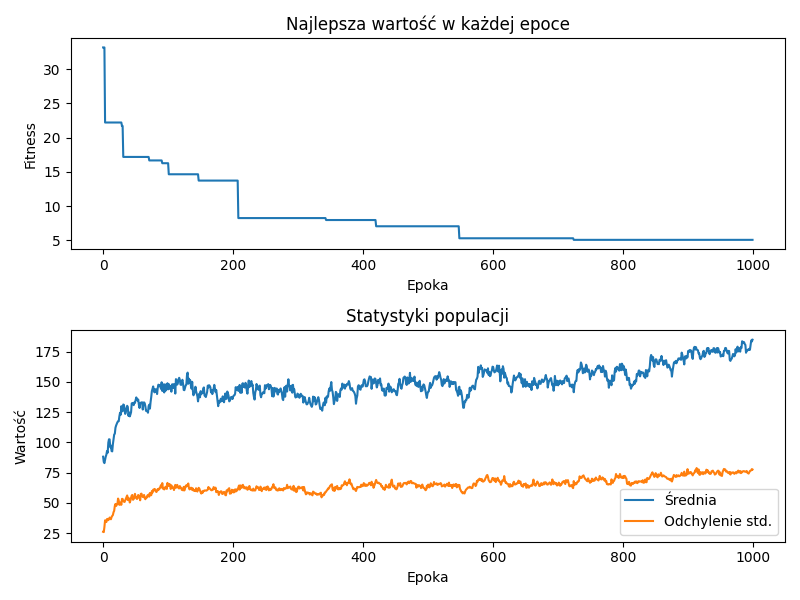 Najlepsza wartość w każdej epoce
Fitness
30
25
20
15
10
5
0 200 400 600 800 1000
Epoka
Statystyki populacji
Wartość
175
150
125
100
75
50
25
Średnia
Odchylenie std.
0 200 400 600 800 1000
Epoka